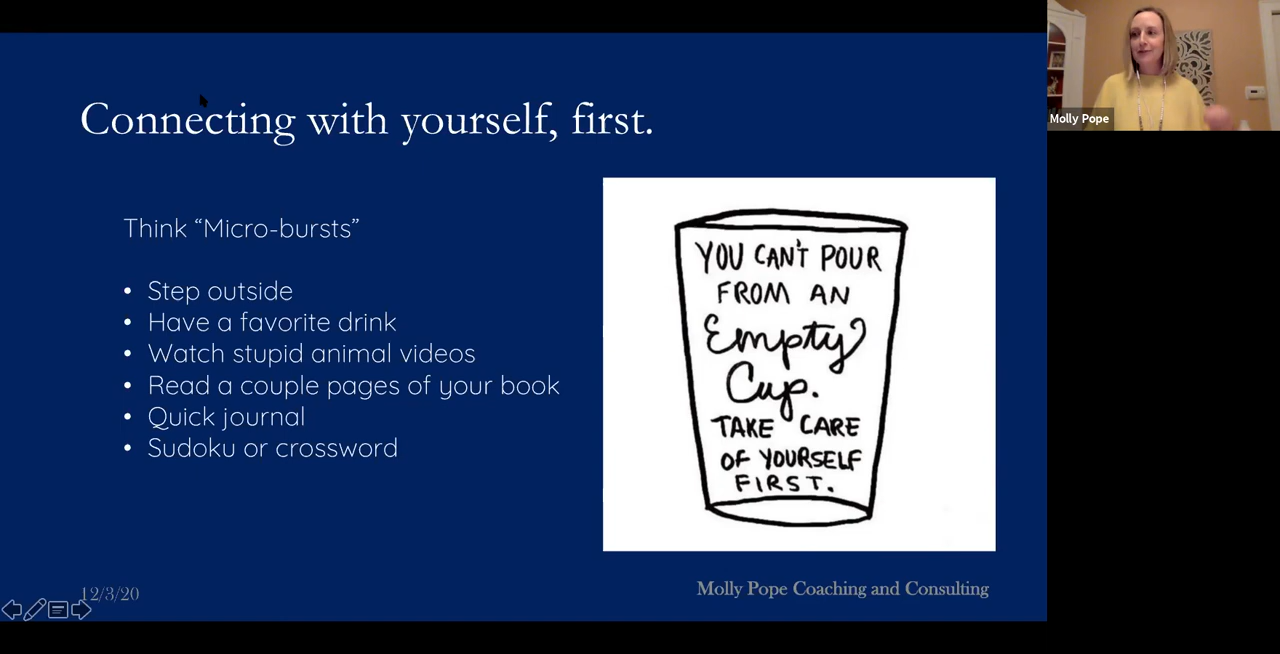 Connecting with yourself, first.
Think “Micro-bursts”
• Step outside
• Have a favorite drink
• Watch stupid animal videos
• Read a couple pages of your book
• Quick journal
• Sudoku or crossword
YOU CAN'T POUR
FROM AN
Empty
Cup.
TAKE CARE
OF YOURSELF
FIRST.
12/3/20
Molly Pope Coaching and Consulting
Molly Pope